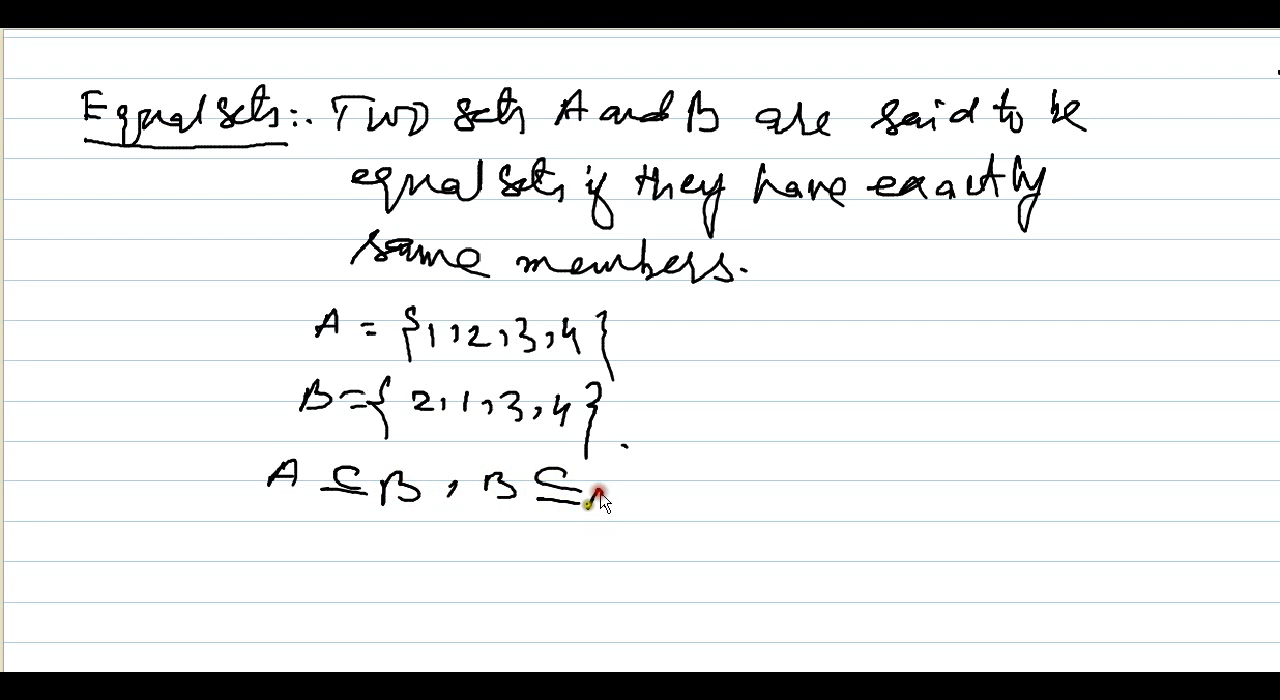 Equal sets:. Two sets A and B are said to be
equal sets if they have exactly
same members.
A = {1,2,3,4}
B = {2,1,3,4}.
A ⊆ B, B ⊆